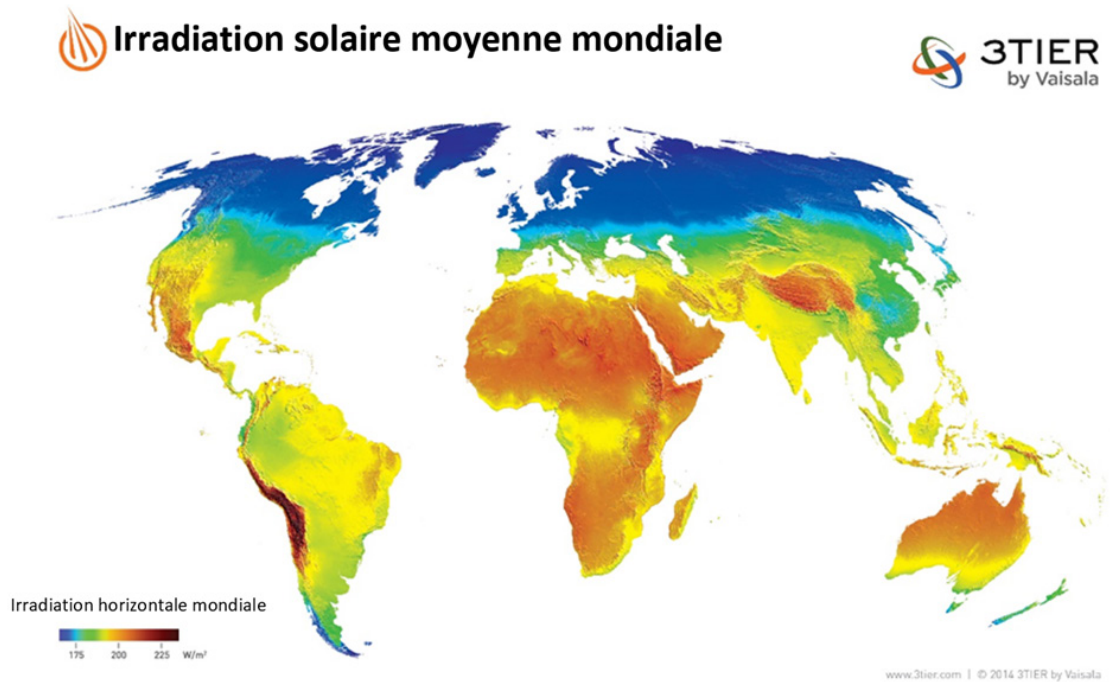 Irradiation solaire moyenne mondiale
3TIER
by Vaisala
Irradiation horizontale mondiale
175 200 225 W/m²
www.3tier.com | © 2014 3TIER by Vaisala